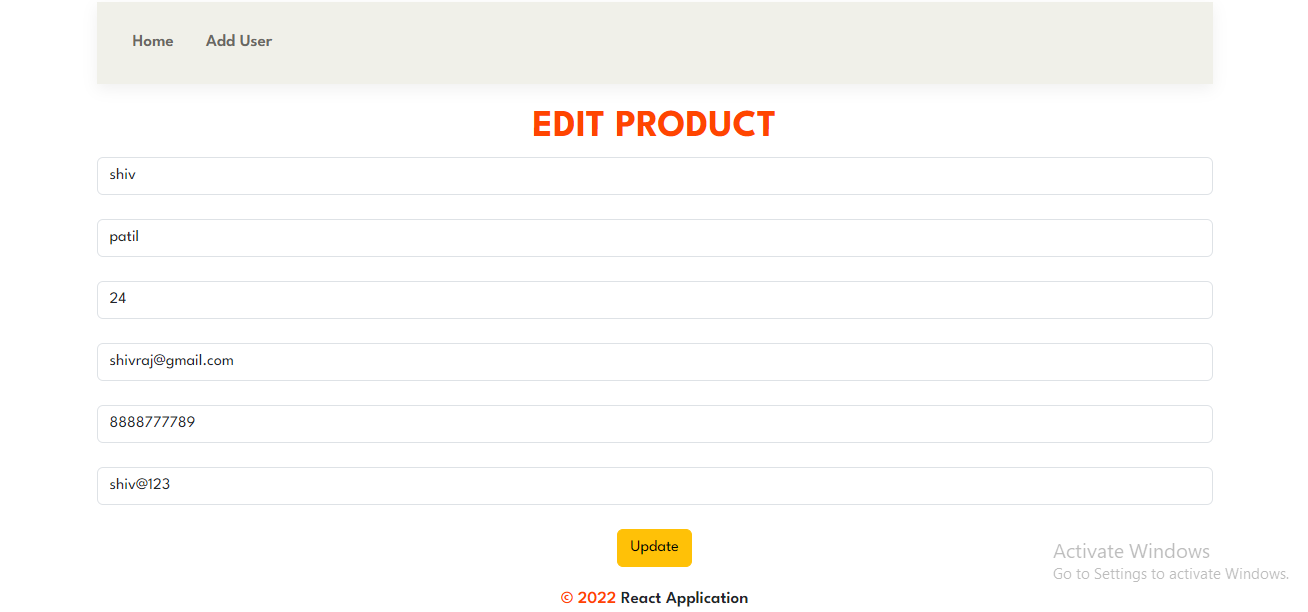 Home Add User
EDIT PRODUCT
shiv
patil
24
shivraj@gmail.com
8888777789
shiv@123
Update
Activate Windows
Go to Settings to activate Windows.
© 2022 React Application